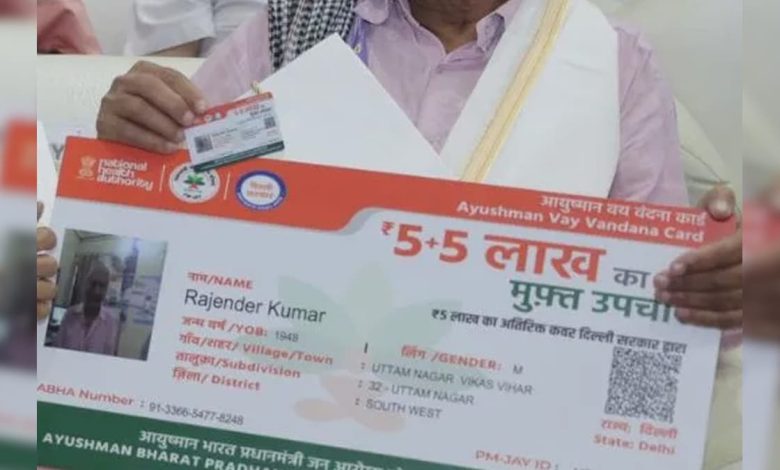 national
health
authority
दिल्ली
सरकार
आयुष्मान वय वंदना कार्ड
Ayushman Vay Vandana Card
₹5+5 लाख का
मुफ़्त उपचा
₹5 लाख का अतिरिक्त कवर दिल्ली सरकार द्वारा
नाम/NAME
Rajender Kumar
जन्म वर्ष /YOB: 1948
लिंग /GENDER: M
गाँव/शहर/ Village/Town : UTTAM NAGAR VIKAS VIHAR
तालुका/Subdivision : 32 - UTTAM NAGAR
ज़िला/ District : SOUTH WEST
राज्य: दिल्ली
State: Delhi
ABHA Number : 91-3366-5477-8248
PM-JAY ID :
आयुष्मान भारत प्रधानमंत्री जन आरोग्य
AYUSHMAN BHARAT PRADHA